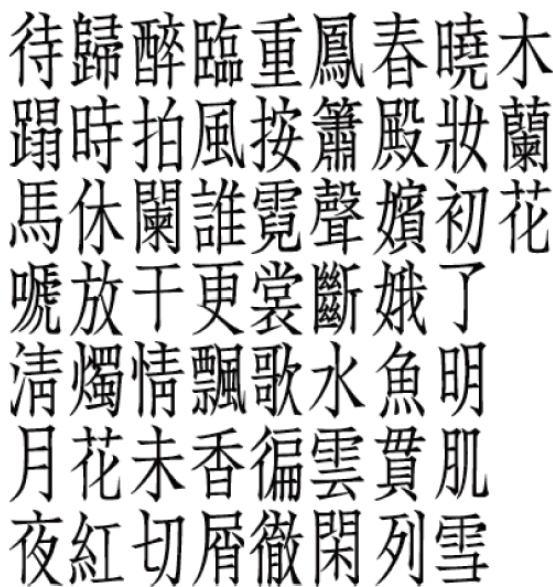 木蘭花
曉妝初了明肌雪
春殿嬪娥魚貫列
鳳簫聲斷水雲閑
重按霓裳歌徧徹
臨風誰更飄香屑
醉拍闌干情未切
歸時休放燭花紅
待蹋馬嗁清月夜